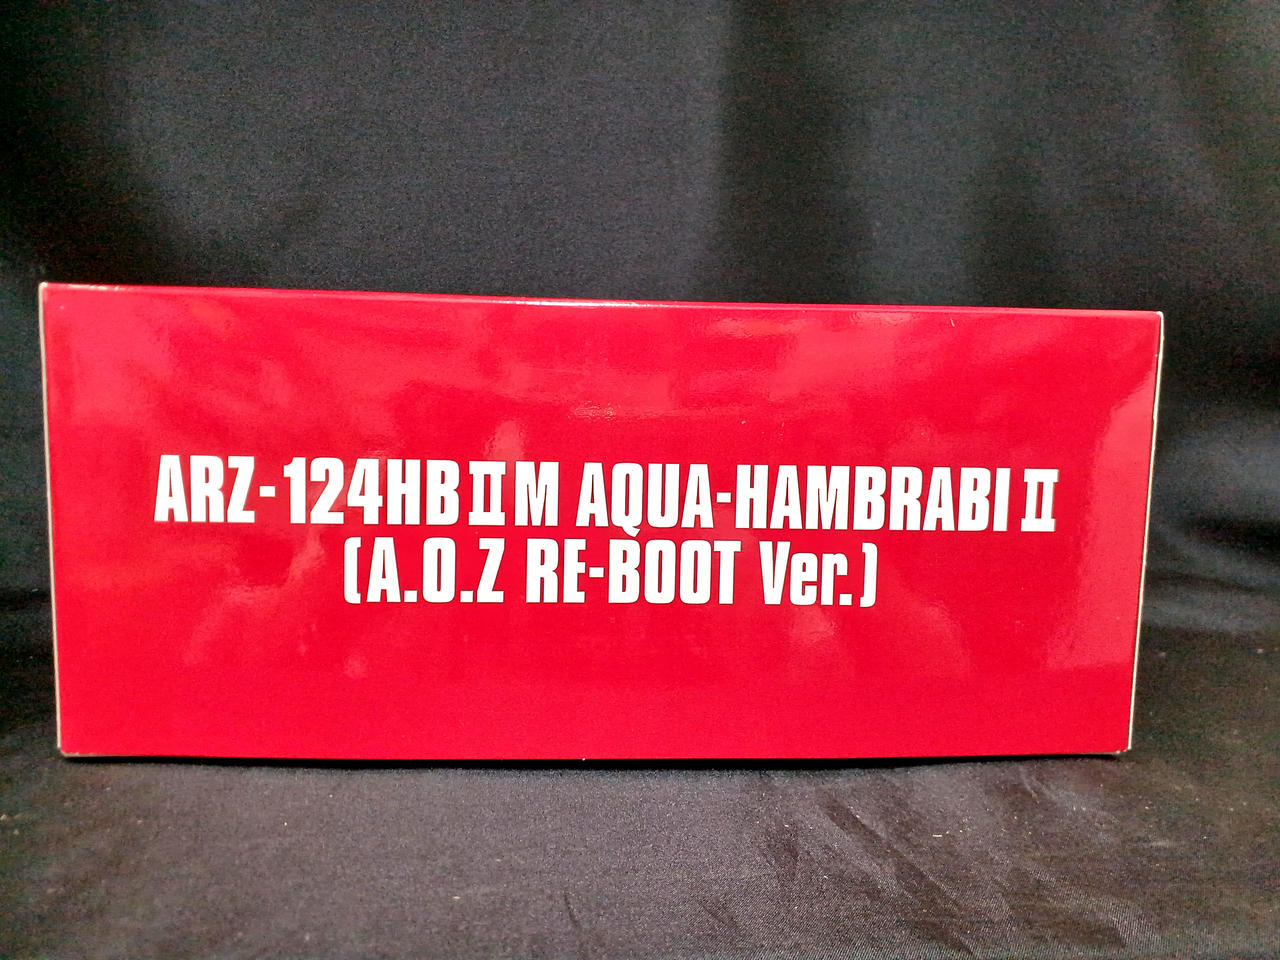 ARZ-124HBⅡM AQUA-HAMBRABIⅡ
(A.O.Z RE-BOOT Ver.)